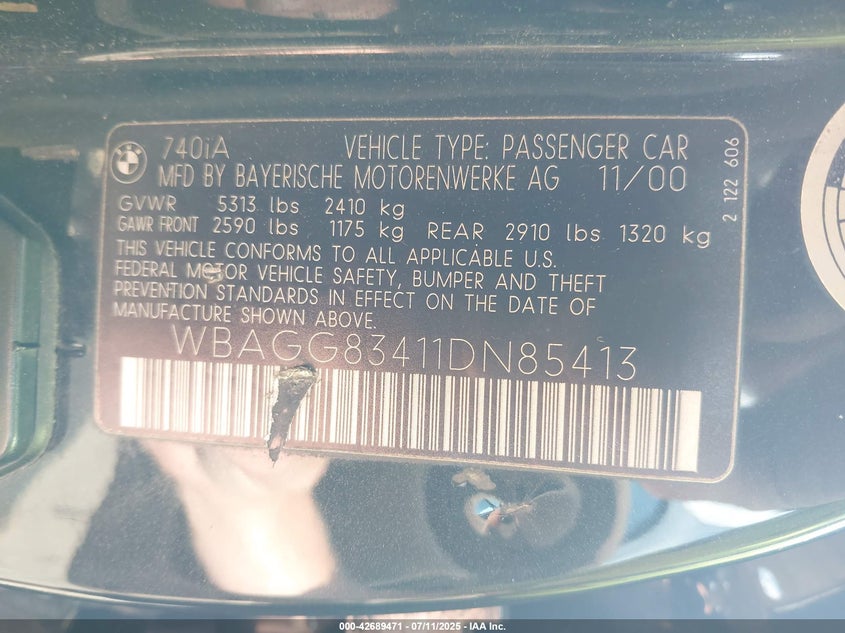 740iA VEHICLE TYPE: PASSENGER CAR
MFD BY BAYERISCHE MOTORENWERKE AG 11/00
GVWR 5313 lbs 2410 kg
GAWR FRONT 2590 lbs 1175 kg REAR 2910 lbs 1320 kg
THIS VEHICLE CONFORMS TO ALL APPLICABLE U.S.
FEDERAL MOTOR VEHICLE SAFETY, BUMPER AND THEFT
PREVENTION STANDARDS IN EFFECT ON THE DATE OF
MANUFACTURE SHOWN ABOVE.
WBAGG83411DN85413
2 122 606
000-42689471 - 07/11/2025 - IAA Inc.